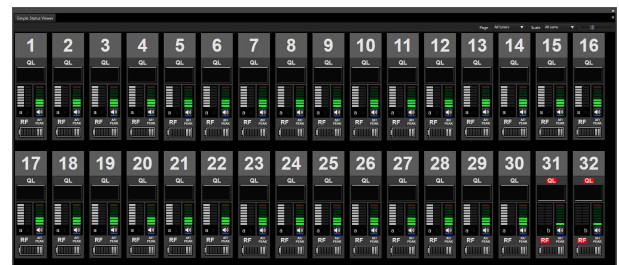 Simple Status Viewer
Page All tuners Scale All same
1 2 3 4 5 6 7 8 9 10 11 12 13 14 15 16
QL QL QL QL QL QL QL QL QL QL QL QL QL QL QL QL
a a a a a a a a a a a a a a a a
RF RF RF RF RF RF RF RF RF RF RF RF RF RF RF RF
17 18 19 20 21 22 23 24 25 26 27 28 29 30 31 32
QL QL QL QL QL QL QL QL QL QL QL QL QL QL QL QL
a a a a a a a a a a a a a a b b
RF RF RF RF RF RF RF RF RF RF RF RF RF RF RF RF